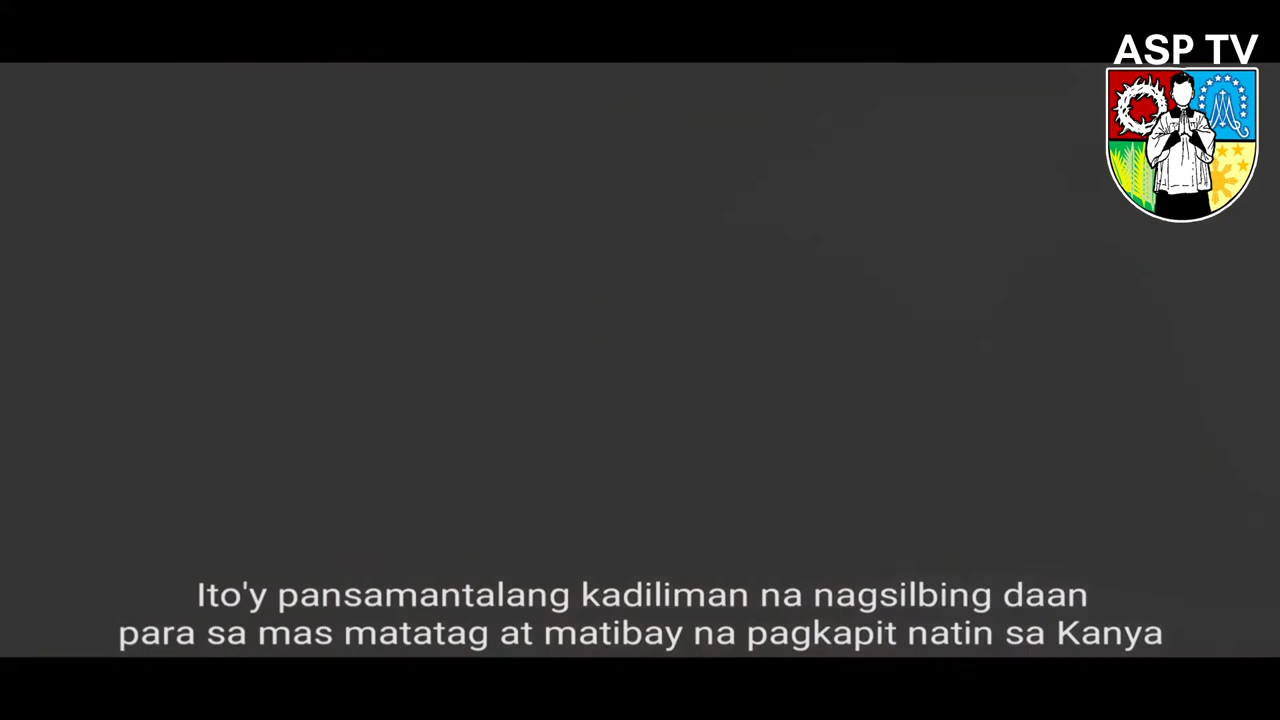 ASP TV
Ito'y pansamantalang kadiliman na nagsilbing daan
para sa mas matatag at matibay na pagkapit natin sa Kanya